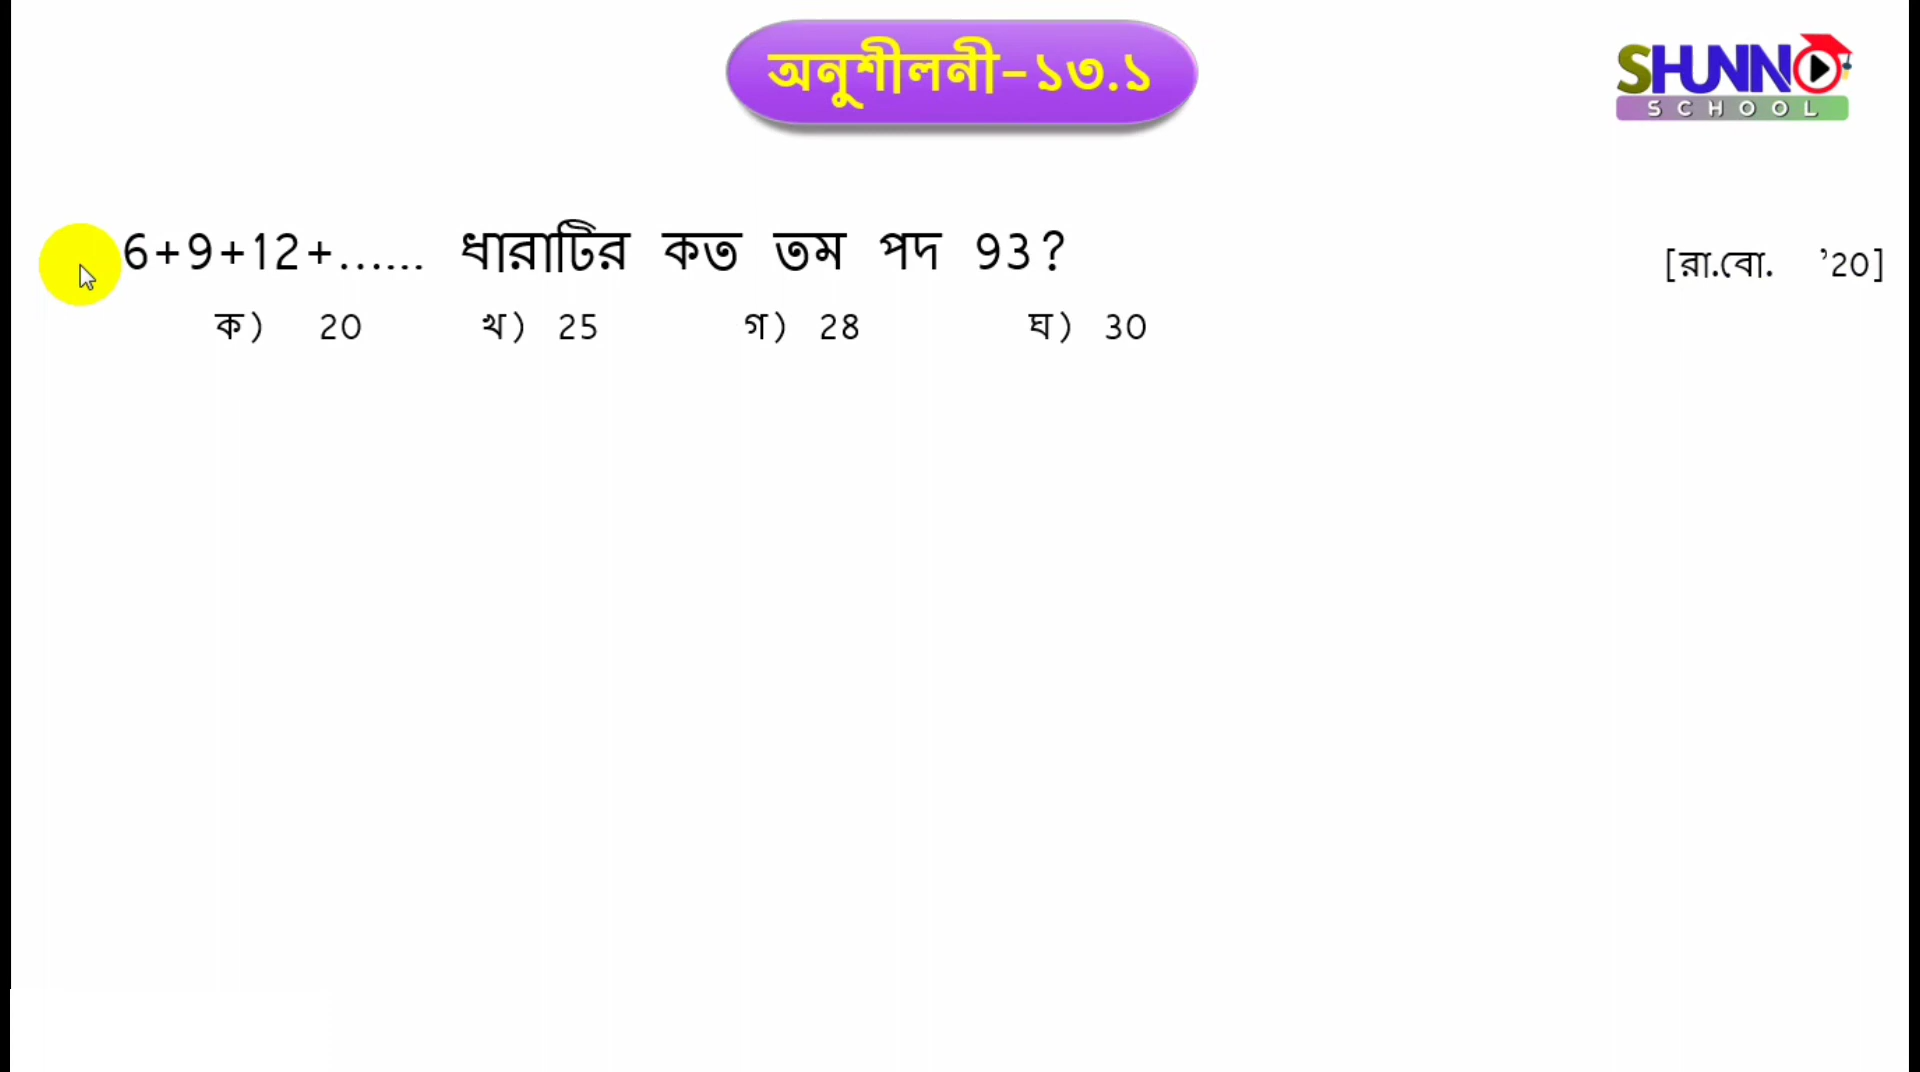 অনুশীলনী-১৩.১
SHUNNO
SCHOOL
6+9+12+...... ধারাটির কত তম পদ 93?
[রা.বো. ’20]
ক) 20 খ) 25 গ) 28 ঘ) 30